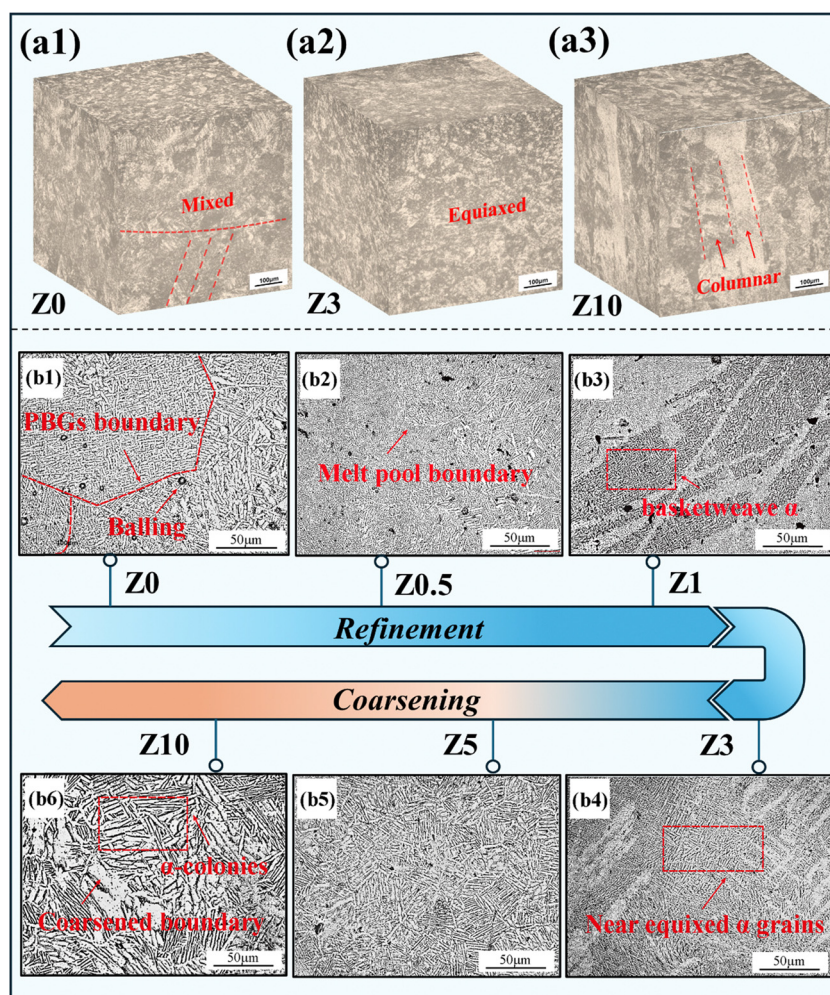 (a1)
(a2)
(a3)
Mixed
Equiaxed
Columnar
100μm
100μm
100μm
Z0
Z3
Z10
(b1)
(b2)
(b3)
PBGs boundary
Melt pool boundary
basketweave α
Balling
50μm
50μm
50μm
Z0
Z0.5
Z1
Refinement
Coarsening
Z10
Z5
Z3
(b6)
(b5)
(b4)
α-colonies
Coarsened boundary
Near equixed α grains
50μm
50μm
50μm